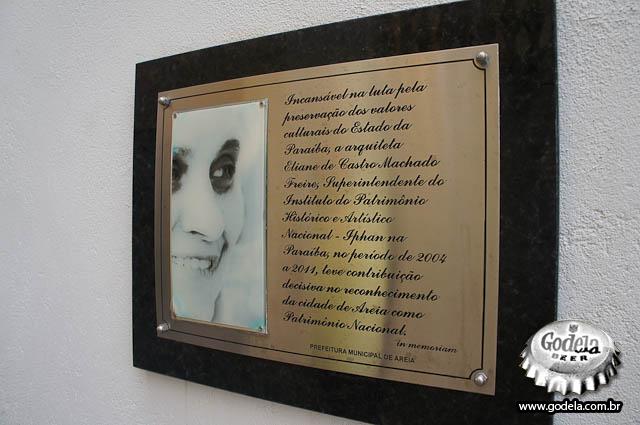 Incansável na luta pela
preservação dos valores
culturais do Estado da
Paraíba, a arquiteta
Eliane de Castro Machado
Freire, Superintendente do
Instituto do Patrimônio
Histórico e Artístico
Nacional - Iphan na
Paraíba, no período de 2004
a 2011, teve contribuição
decisiva no reconhecimento
da cidade de Areia como
Patrimônio Nacional.
in memoriam
PREFEITURA MUNICIPAL DE AREIA
Godela
BEER
www.godela.com.br